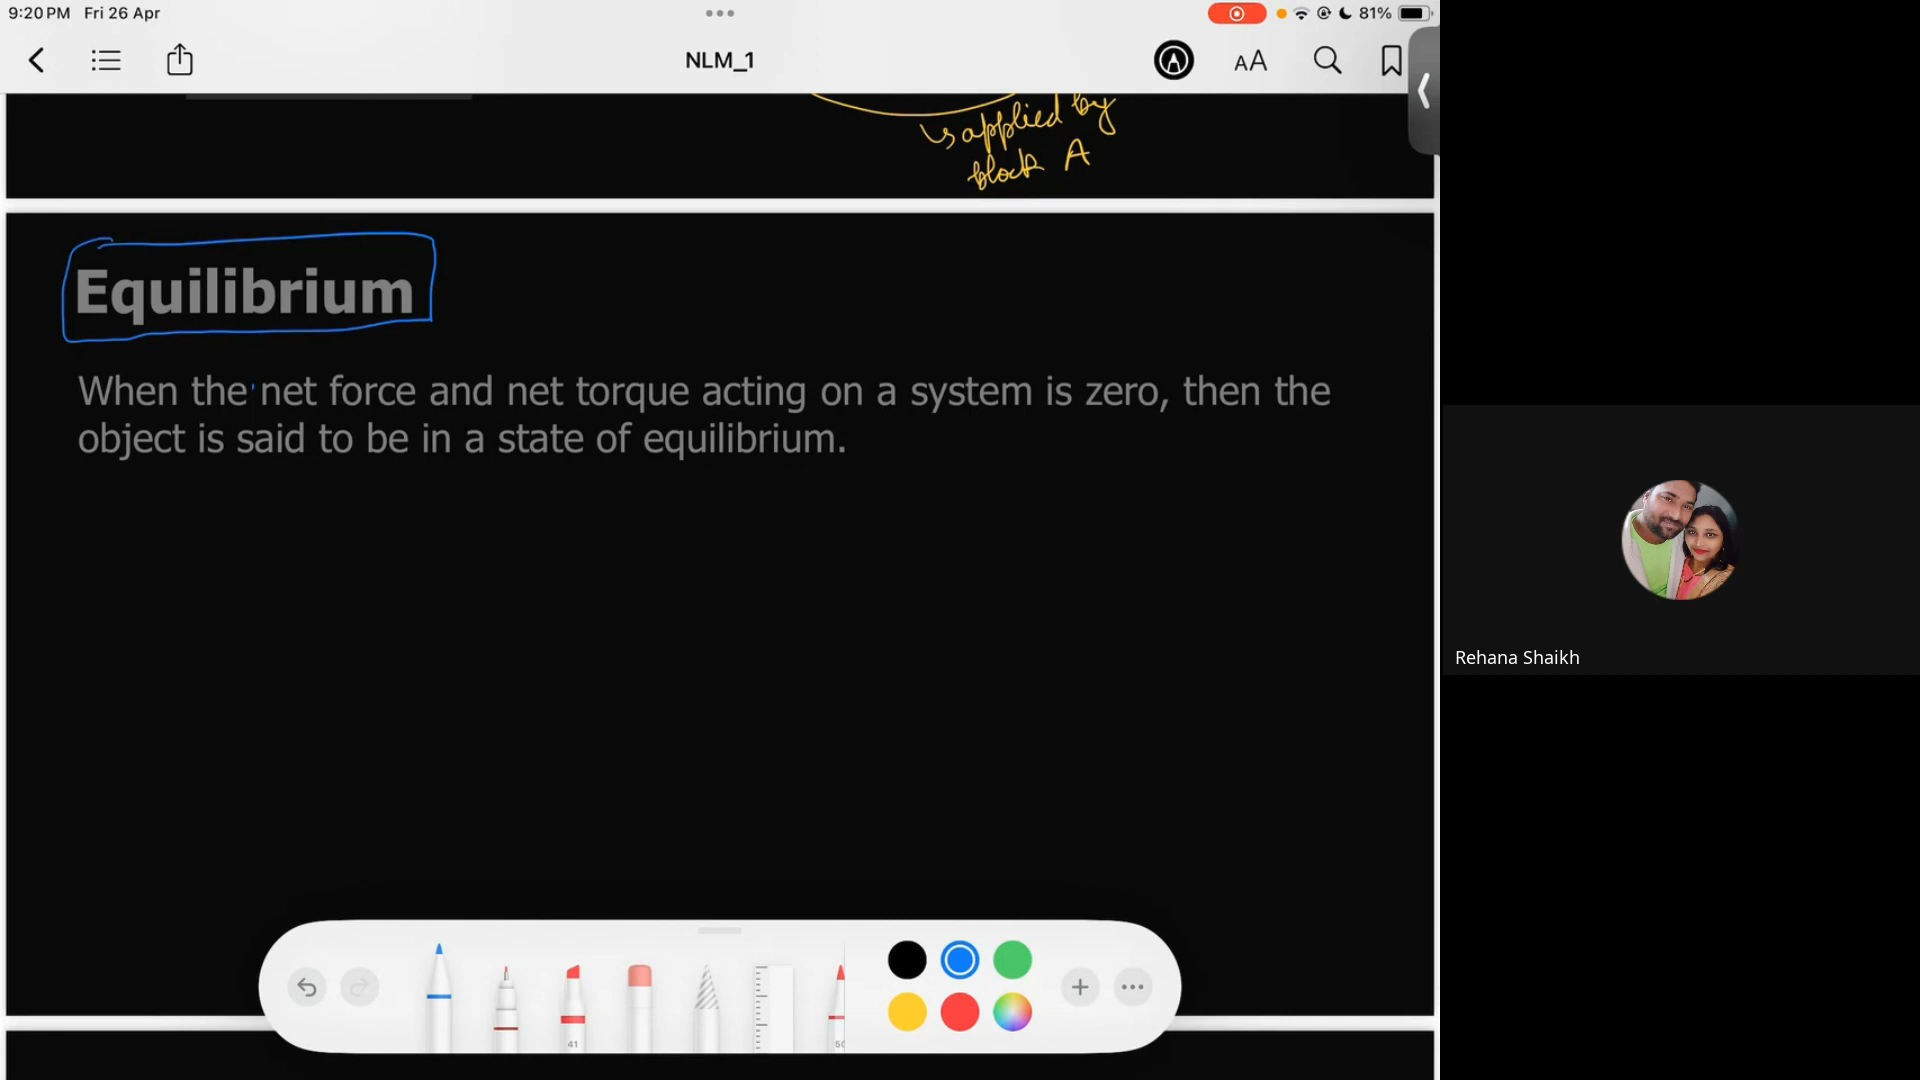 9:20 PM Fri 26 Apr
81%
NLM_1
AA
applied by
block A
Equilibrium
When the net force and net torque acting on a system is zero, then the
object is said to be in a state of equilibrium.
Rehana Shaikh
41
50